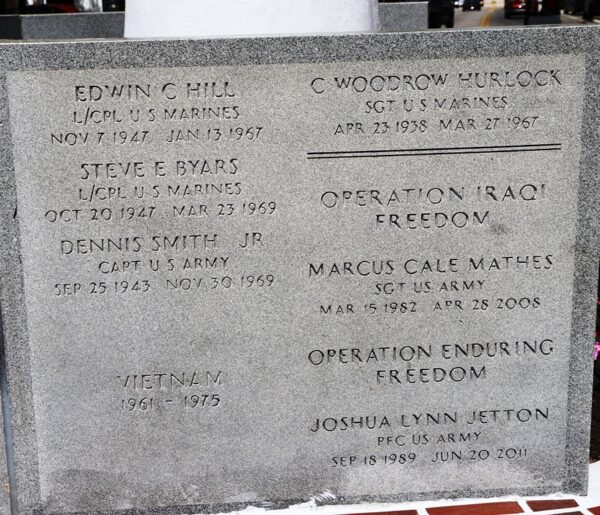 EDWIN C HILL
L/CPL U S MARINES
NOV 7 1947 JAN 13 1967
STEVE E BYARS
L/CPL U S MARINES
OCT 20 1947 MAR 23 1969
DENNIS SMITH JR
CAPT U S ARMY
SEP 25 1943 NOV 30 1969
VIETNAM
1961 - 1975
C WOODROW HURLOCK
SGT U S MARINES
APR 23 1938 MAR 27 1967
OPERATION IRAQI
FREEDOM
MARCUS CALE MATHES
SGT US ARMY
MAR 15 1982 APR 28 2008
OPERATION ENDURING
FREEDOM
JOSHUA LYNN JETTON
PFC US ARMY
SEP 18 1989 JUN 20 2011